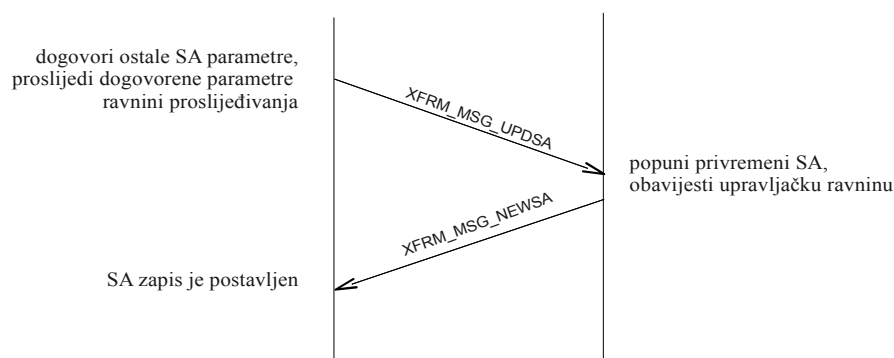 dogovori ostale SA parametre,
proslijedi dogovorene parametre
ravnini proslijeđivanja
XFRM_MSG_UPDSA
popuni privremeni SA,
obavijesti upravljačku ravninu
XFRM_MSG_NEWSA
SA zapis je postavljen